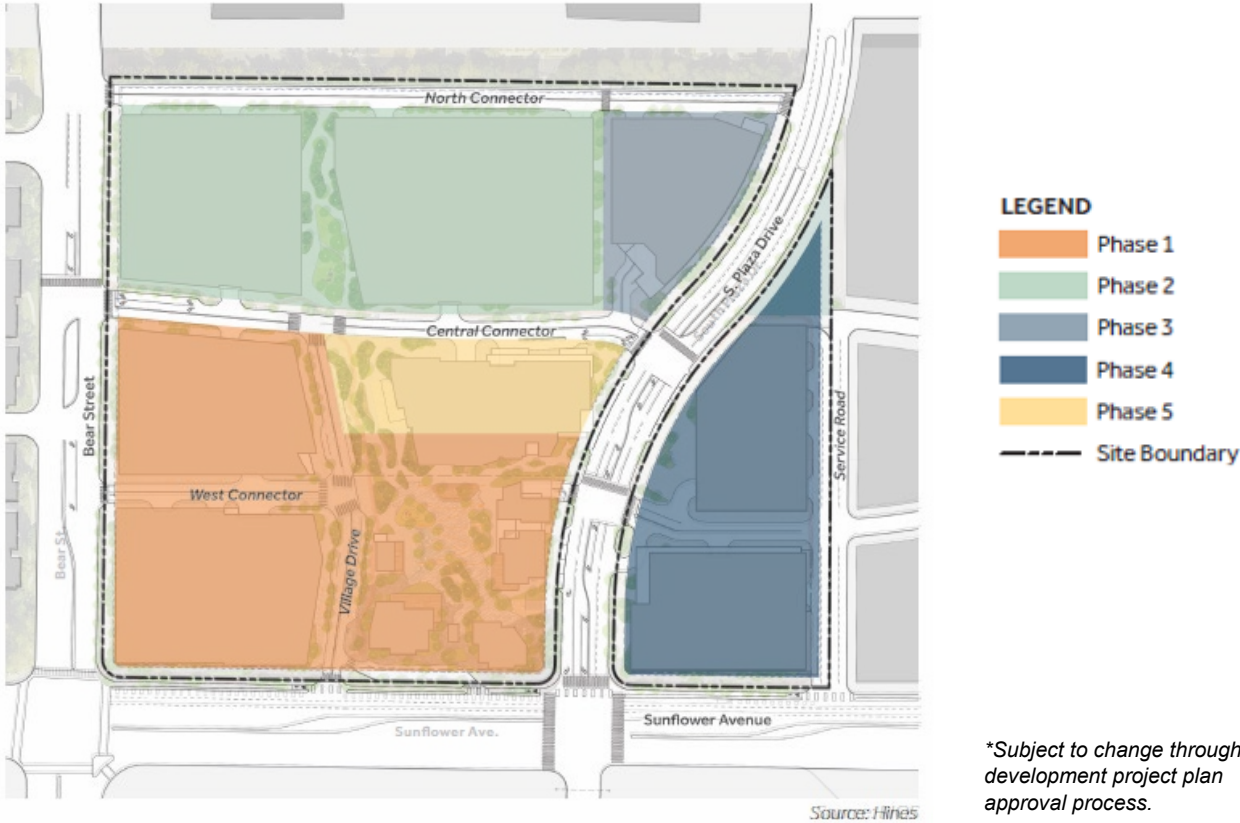 North Connector
S. Plaza Drive
Central Connector
Bear Street
West Connector
Village Drive
Service Road
Bear St.
Sunflower Avenue
Sunflower Ave.
LEGEND
Phase 1
Phase 2
Phase 3
Phase 4
Phase 5
Site Boundary
*Subject to change through
development project plan
approval process.
Source: Hines